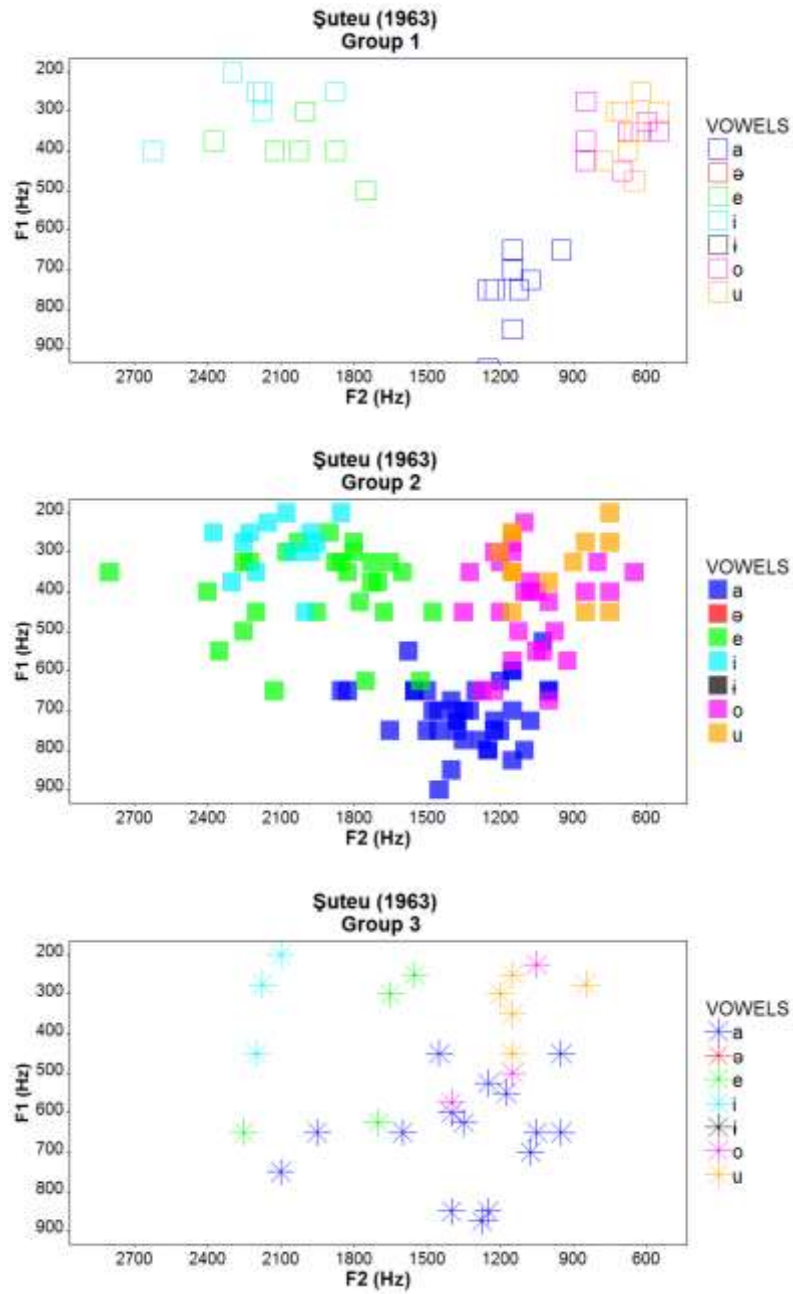 Şuteu (1963)
Group 1
200
300
400
500
600
700
800
900
F1 (Hz)
2700 2400 2100 1800 1500 1200 900 600
F2 (Hz)
VOWELS
a
ə
e
i
ɨ
o
u
Şuteu (1963)
Group 2
200
300
400
500
600
700
800
900
F1 (Hz)
2700 2400 2100 1800 1500 1200 900 600
F2 (Hz)
VOWELS
a
ə
e
i
ɨ
o
u
Şuteu (1963)
Group 3
200
300
400
500
600
700
800
900
F1 (Hz)
2700 2400 2100 1800 1500 1200 900 600
F2 (Hz)
VOWELS
a
ə
e
i
ɨ
o
u